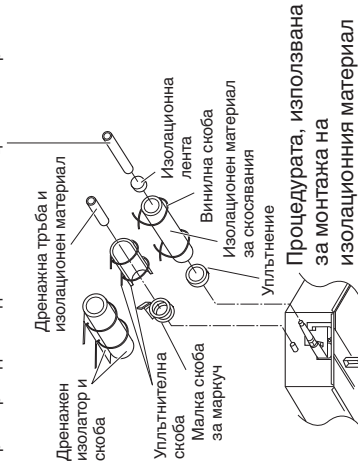 Дренажна тръба и
изолационен материал
Дренажен
изолатор и
скоба
Изолационна
лента
Винилна скоба
Изолационен материал
за скосявания
Уплътнителна
скоба
Малка скоба
за маркуч
Уплътнение
Процедурата, използвана
за монтажа на
изолационния материал